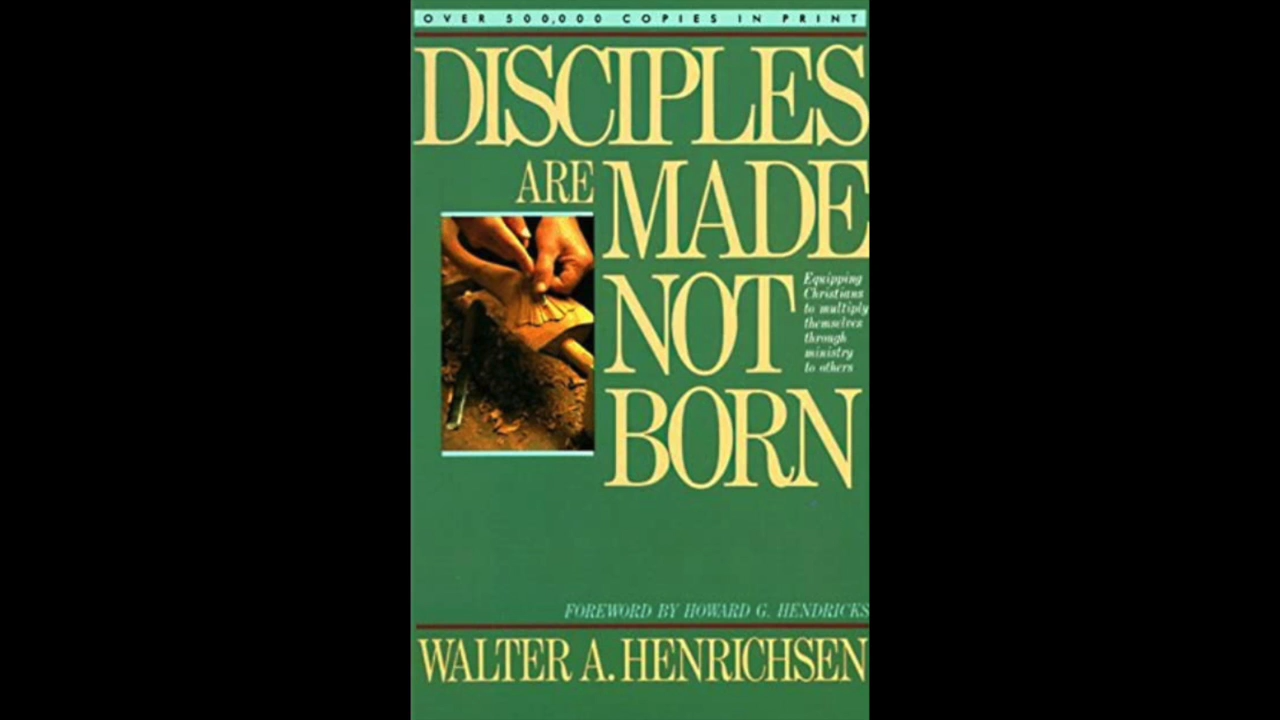 OVER 500,000 COPIES IN PRINT
DISCIPLES
ARE MADE
NOT
Equipping
Christians
to multiply
themselves
through
ministry
to others
BORN
FOREWORD BY HOWARD G. HENDRICKS
WALTER A. HENRICHSEN